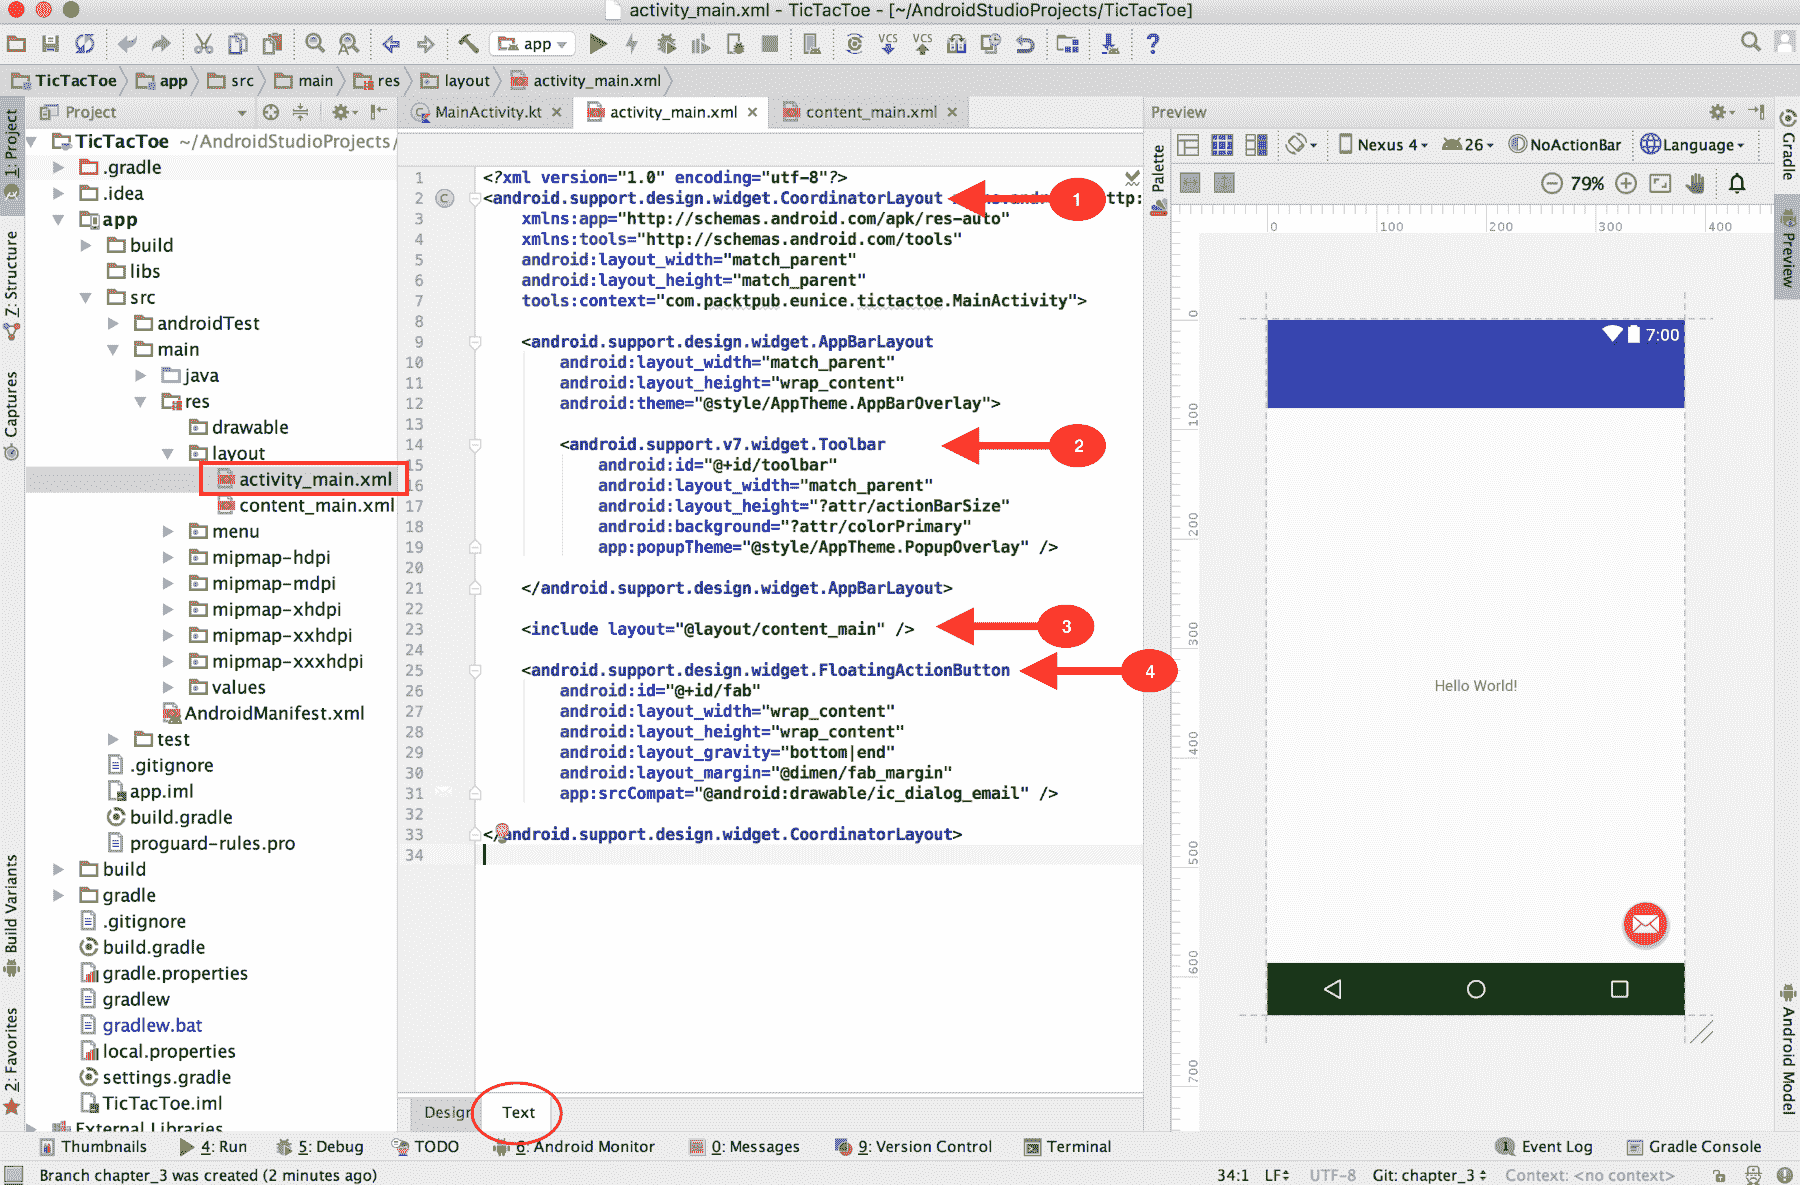 activity_main.xml - TicTacToe - [~/AndroidStudioProjects/TicTacToe]
app
VCS
VCS
?
TicTacToe
app
src
main
res
layout
activity_main.xml
1: Project
Z: Structure
Captures
Build Variants
2: Favorites
Project
TicTacToe ~/AndroidStudioProjects/
.gradle
.idea
app
build
libs
src
androidTest
main
java
res
drawable
layout
activity_main.xml
content_main.xml
menu
mipmap-hdpi
mipmap-mdpi
mipmap-xhdpi
mipmap-xxhdpi
mipmap-xxxhdpi
values
AndroidManifest.xml
test
.gitignore
app.iml
build.gradle
proguard-rules.pro
build
gradle
.gitignore
build.gradle
gradle.properties
gradlew
gradlew.bat
local.properties
settings.gradle
TicTacToe.iml
External Libraries
MainActivity.kt
activity_main.xml
content_main.xml
1 <?xml version="1.0" encoding="utf-8"?>
2 <android.support.design.widget.CoordinatorLayout
3 xmlns:app="http://schemas.android.com/apk/res-auto"
4 xmlns:tools="http://schemas.android.com/tools"
5 android:layout_width="match_parent"
6 android:layout_height="match_parent"
7 tools:context="com.packtpub.eunice.tictactoe.MainActivity">
8
9 <android.support.design.widget.AppBarLayout
10 android:layout_width="match_parent"
11 android:layout_height="wrap_content"
12 android:theme="@style/AppTheme.AppBarOverlay">
13
14 <android.support.v7.widget.Toolbar
15 android:id="@+id/toolbar"
16 android:layout_width="match_parent"
17 android:layout_height="?attr/actionBarSize"
18 android:background="?attr/colorPrimary"
19 app:popupTheme="@style/AppTheme.PopupOverlay" />
20
21 </android.support.design.widget.AppBarLayout>
22
23 <include layout="@layout/content_main" />
24
25 <android.support.design.widget.FloatingActionButton
26 android:id="@+id/fab"
27 android:layout_width="wrap_content"
28 android:layout_height="wrap_content"
29 android:layout_gravity="bottom|end"
30 android:layout_margin="@dimen/fab_margin"
31 app:srcCompat="@android:drawable/ic_dialog_email" />
32
33 </android.support.design.widget.CoordinatorLayout>
34
1
2
3
4
Design
Text
Preview
Palette
Nexus 4
26
NoActionBar
Language
79%
0 100 200 300 400
0
100
200
300
400
500
600
700
7:00
Hello World!
Gradle
Preview
Android Model
Thumbnails
4: Run
5: Debug
TODO
6: Android Monitor
0: Messages
9: Version Control
Terminal
Event Log
Gradle Console
Branch chapter_3 was created (2 minutes ago)
34:1
LF
UTF-8
Git: chapter_3
Context: <no context>